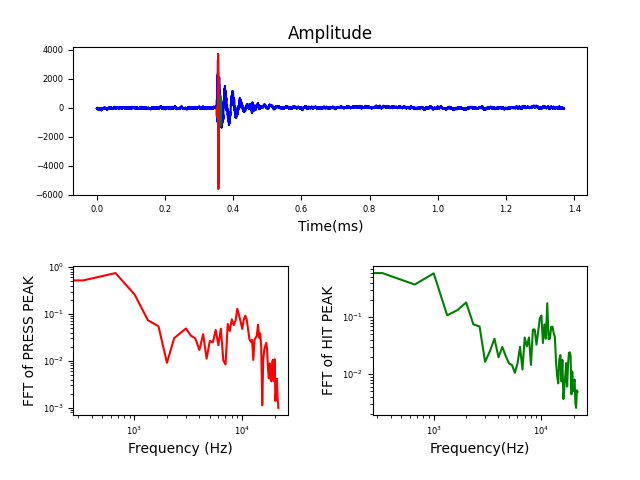 Amplitude
4000
2000
0
−2000
−4000
−6000
0.0 0.2 0.4 0.6 0.8 1.0 1.2 1.4
Time(ms)
FFT of PRESS PEAK
10⁰
10⁻¹
10⁻²
10⁻³
10³ 10⁴
Frequency (Hz)
FFT of HIT PEAK
10⁻¹
10⁻²
10³ 10⁴
Frequency(Hz)